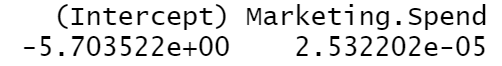 (Intercept) Marketing.Spend
-5.703522e+00 2.532202e-05